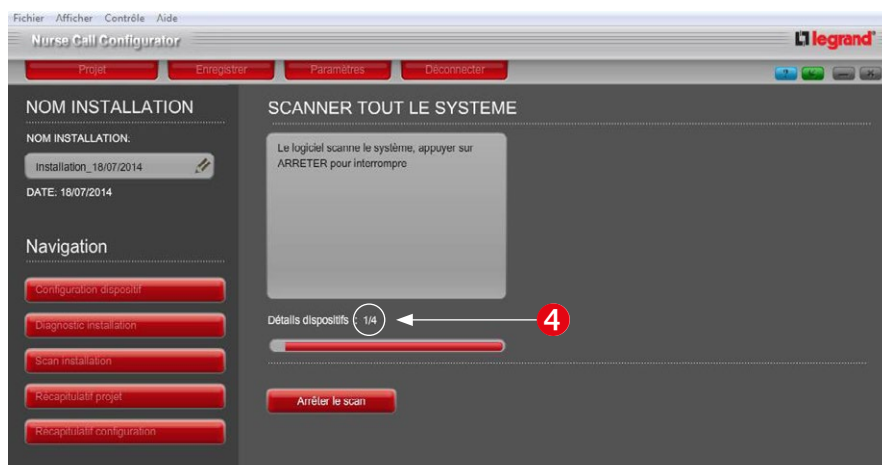 Fichier Afficher Contrôle Aide
Nurse Call Configurator
legrand
Projet Enregistrer Paramètres Déconnecter
?
NOM INSTALLATION
NOM INSTALLATION:
Installation_18/07/2014
DATE: 18/07/2014
Navigation
Configuration dispositif
Diagnostic installation
Scan installation
Récapitulatif projet
Récapitulatif configuration
SCANNER TOUT LE SYSTEME
Le logiciel scanne le système, appuyer sur
ARRETER pour interrompre
Détails dispositifs : 1/4
4
Arrêter le scan